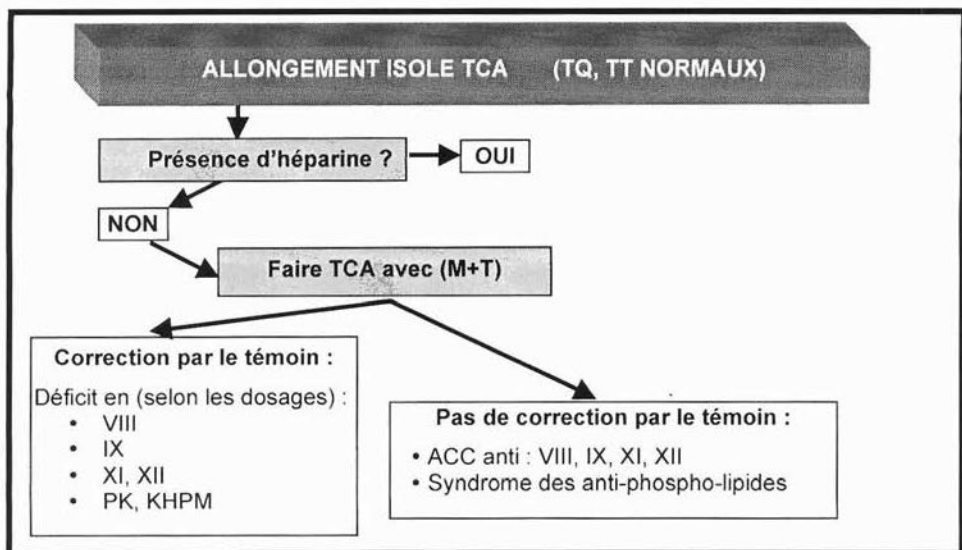 ALLONGEMENT ISOLE TCA (TQ, TT NORMAUX)
Présence d'héparine ?
OUI
NON
Faire TCA avec (M+T)
Correction par le témoin :
Déficit en (selon les dosages) :
• VIII
• IX
• XI, XII
• PK, KHPM
Pas de correction par le témoin :
• ACC anti : VIII, IX, XI, XII
• Syndrome des anti-phospho-lipides